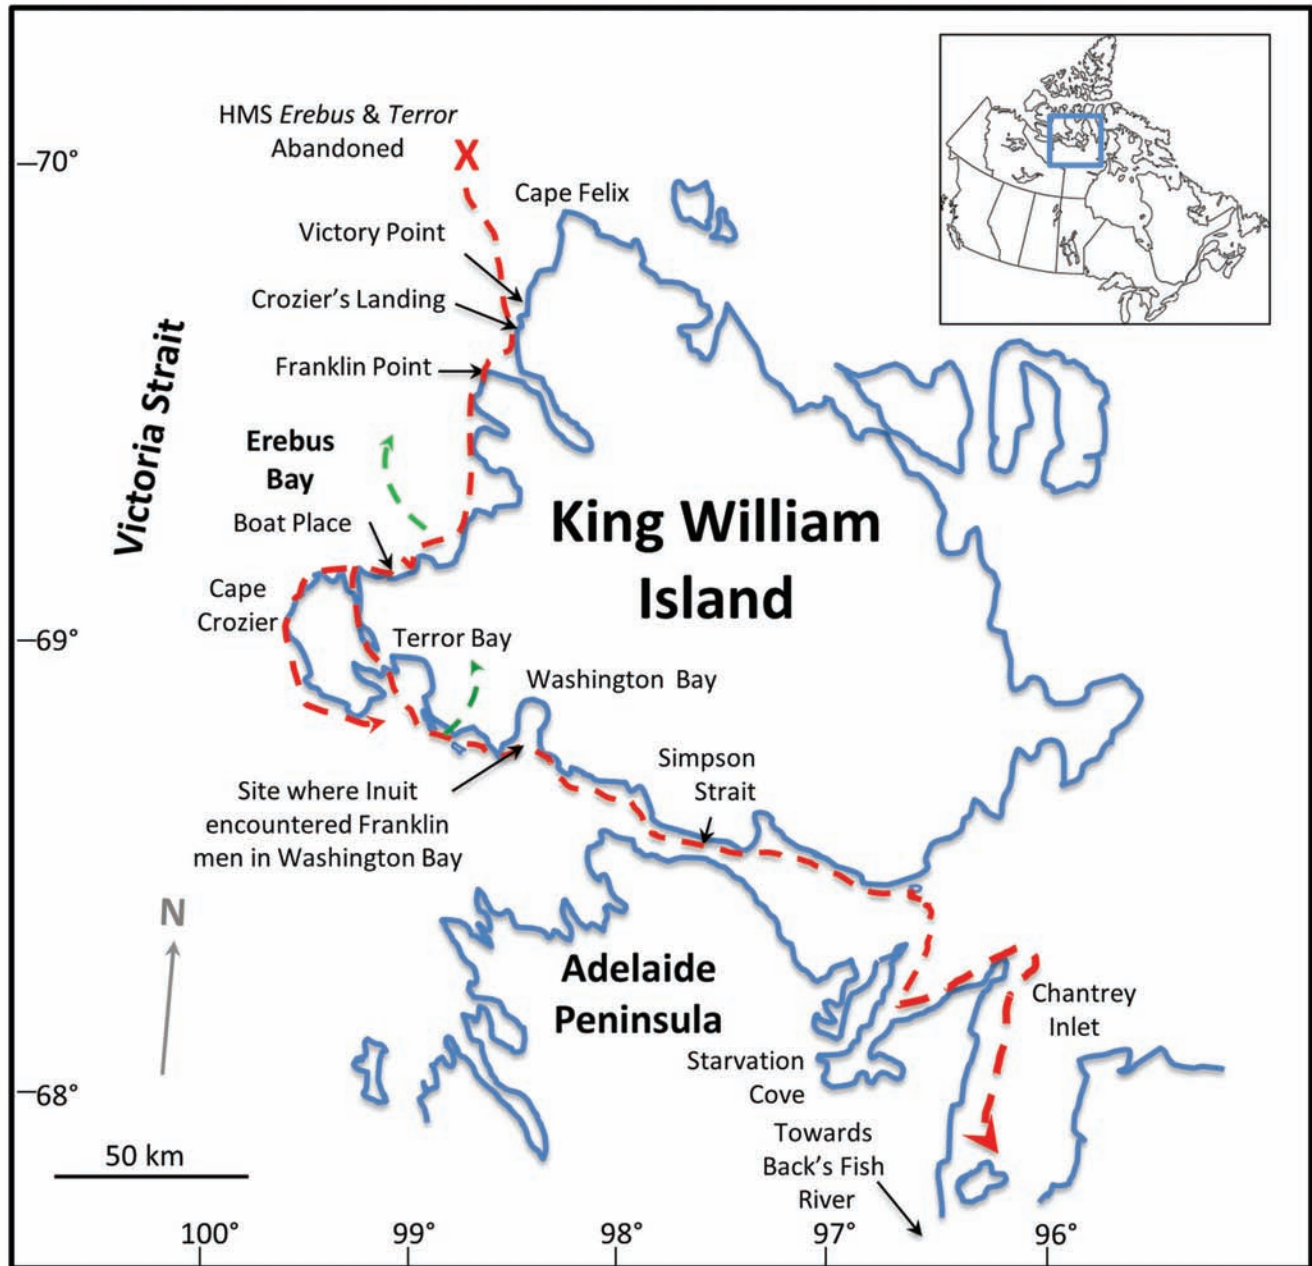 HMS Erebus & Terror
Abandoned
X
70°
Cape Felix
Victory Point
Crozier's Landing
Franklin Point
Victoria Strait
Erebus
Bay
Boat Place
King William
Island
Cape
Crozier
69°
Terror Bay
Washington Bay
Simpson
Strait
Site where Inuit
encountered Franklin
men in Washington Bay
N
Adelaide
Peninsula
Chantrey
Inlet
Starvation
Cove
68°
Towards
Back's Fish
River
50 km
100°
99°
98°
97°
96°